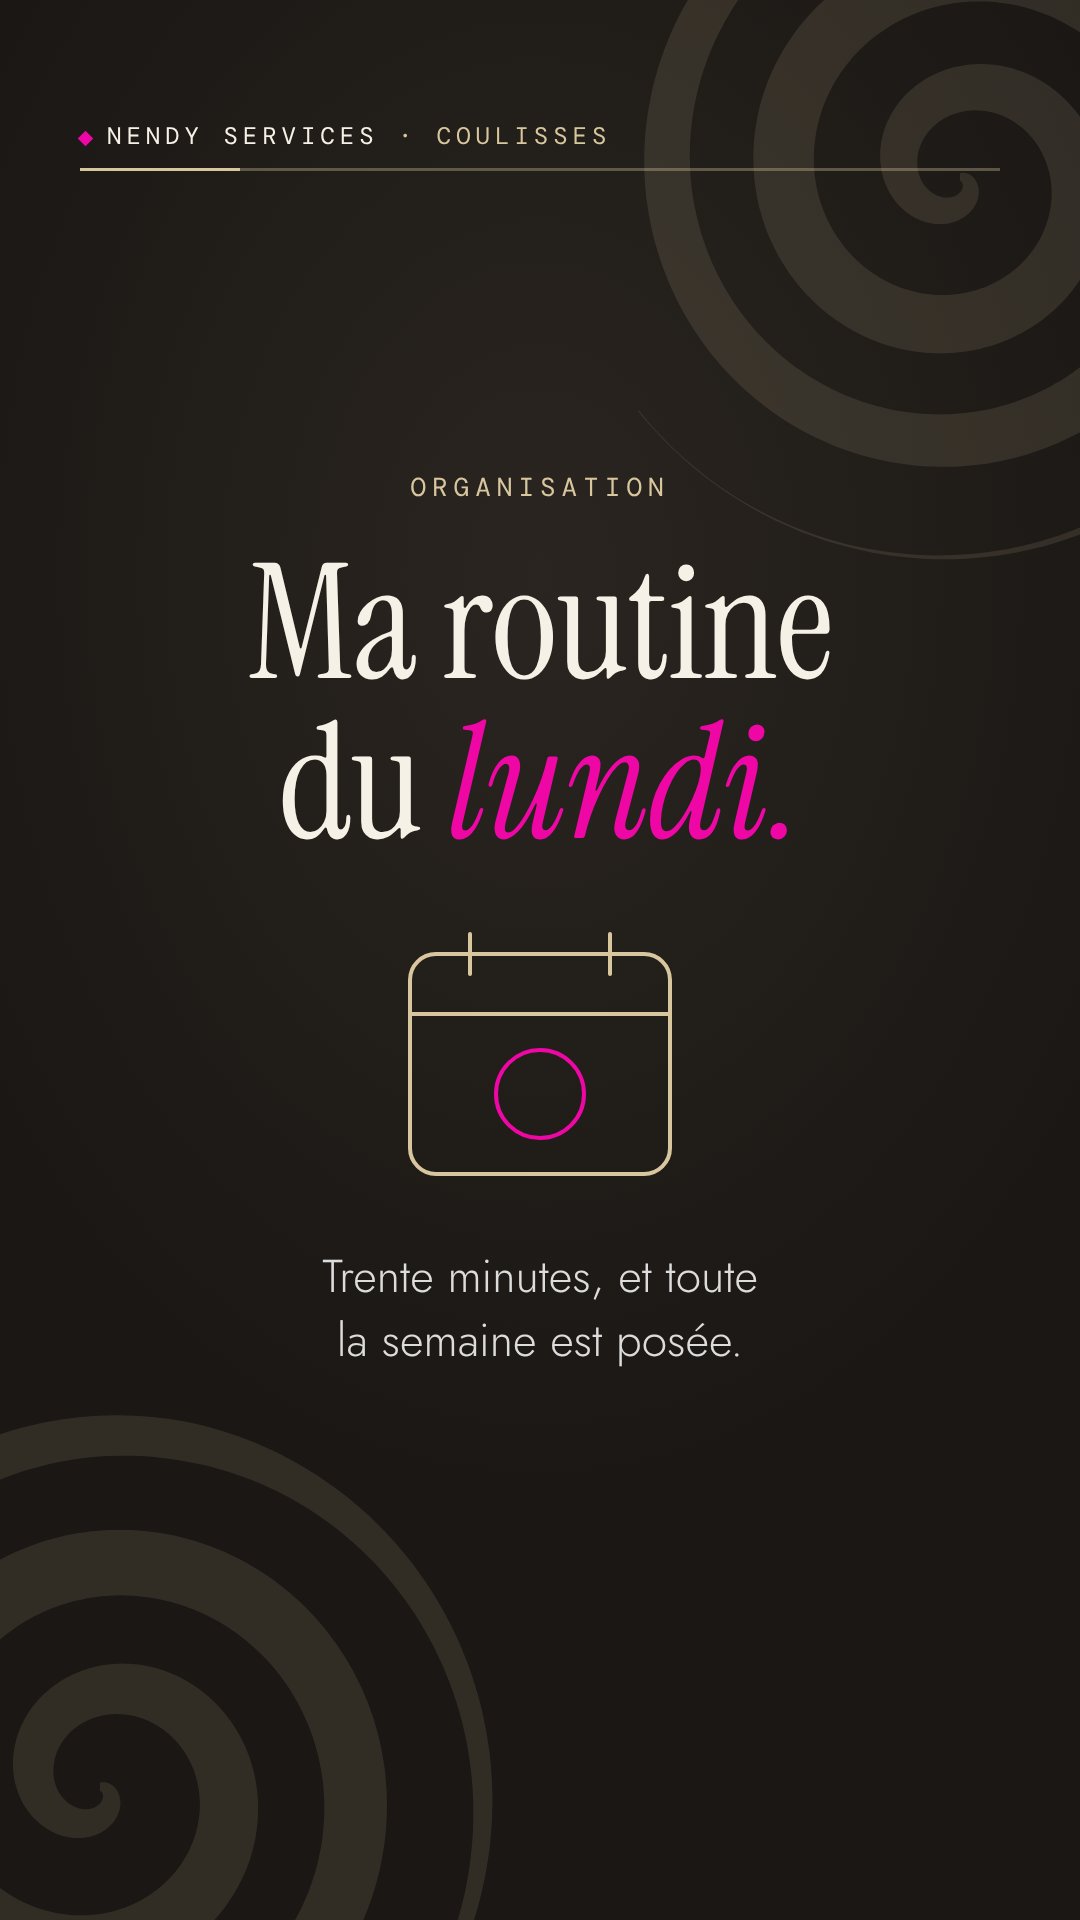 NENDY SERVICES · COULISSES
ORGANISATION
Ma routine
du lundi.
Trente minutes, et toute
la semaine est posée.